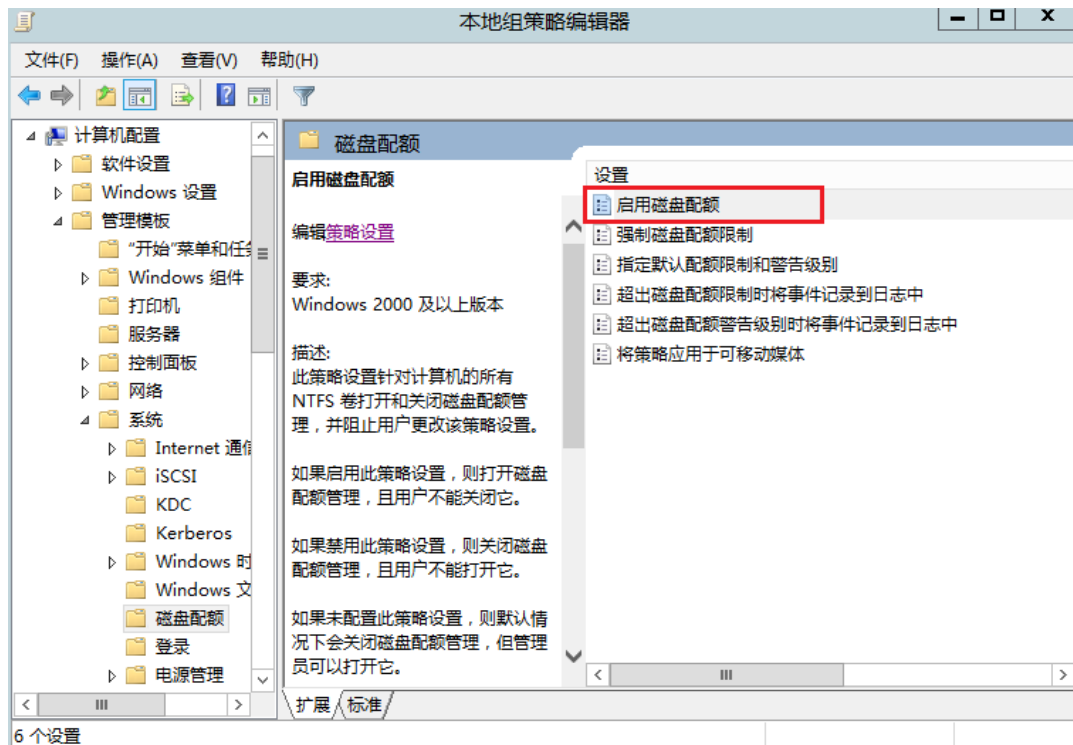 本地组策略编辑器
文件(F) 操作(A) 查看(V) 帮助(H)
计算机配置
软件设置
Windows 设置
管理模板
"开始"菜单和任务
Windows 组件
打印机
服务器
控制面板
网络
系统
Internet 通信
iSCSI
KDC
Kerberos
Windows 时
Windows 文
磁盘配额
登录
电源管理
磁盘配额
启用磁盘配额
编辑策略设置
要求:
Windows 2000 及以上版本
描述:
此策略设置针对计算机的所有
NTFS 卷打开和关闭磁盘配额管
理，并阻止用户更改该策略设置。
如果启用此策略设置，则打开磁盘
配额管理，且用户不能关闭它。
如果禁用此策略设置，则关闭磁盘
配额管理，且用户不能打开它。
如果未配置此策略设置，则默认情
况下会关闭磁盘配额管理，但管理
员可以打开它。
设置
启用磁盘配额
强制磁盘配额限制
指定默认配额限制和警告级别
超出磁盘配额限制时将事件记录到日志中
超出磁盘配额警告级别时将事件记录到日志中
将策略应用于可移动媒体
扩展 标准
6 个设置